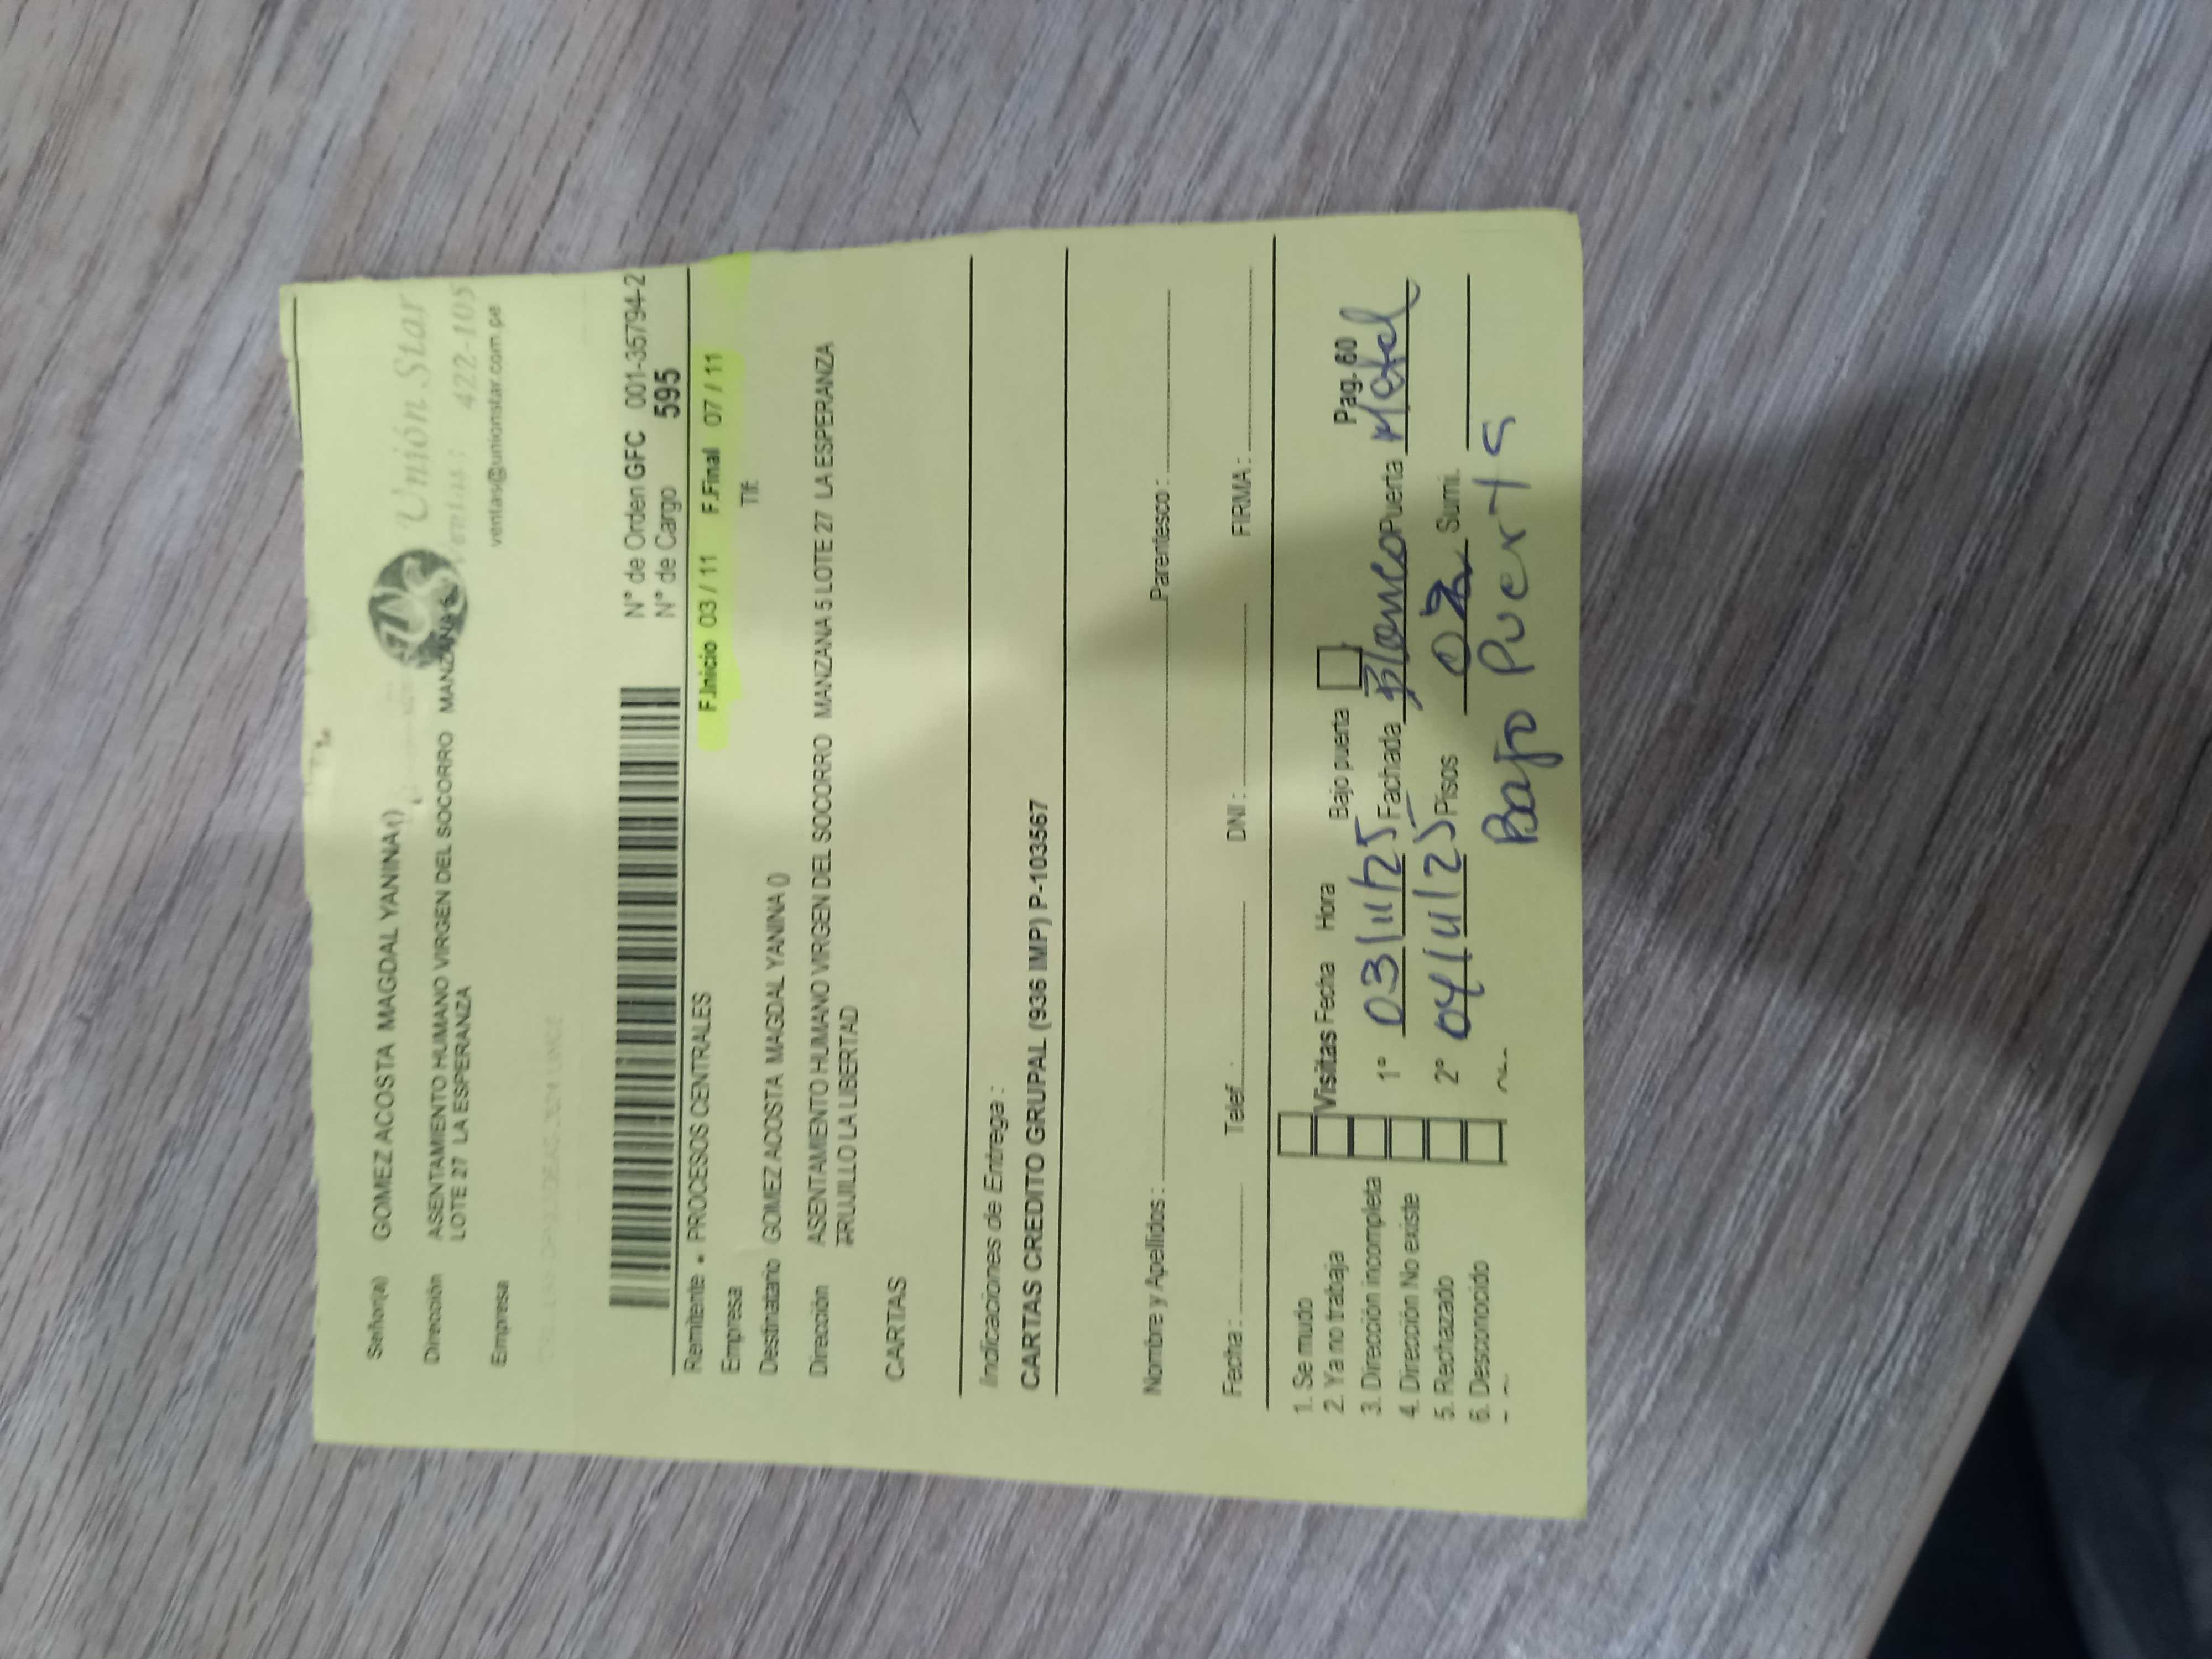 Unión Star
422-105
ventas@unionstar.com.pe
Señor(a) GOMEZ ACOSTA MAGDAL YANINA ()
Dirección ASENTAMIENTO HUMANO VIRGEN DEL SOCORRO MANZANA 5
LOTE 27 LA ESPERANZA
Empresa
N° de Orden GFC 001-35794-2
N° de Cargo 595
Remitente PROCESOS CENTRALES
F.Inicio 03 / 11 F.Final 07 / 11
Empresa
Tlf.
Destinatario GOMEZ ACOSTA MAGDAL YANINA ()
Dirección ASENTAMIENTO HUMANO VIRGEN DEL SOCORRO MANZANA 5 LOTE 27 LA ESPERANZA
TRUJILLO LA LIBERTAD
CARTAS
Indicaciones de Entrega :
CARTAS CREDITO GRUPAL (936 IMP) P-103567
Nombre y Apellidos : Parentesco :
Fecha : Telef. : DNI : FIRMA :
1. Se mudo
2. Ya no trabaja Visitas Fecha Hora Bajo puerta Pag. 60
3. Dirección incompleta 1° 03/11/25 Fachada Blanco Puerta Metal
4. Dirección No existe
5. Rechazado 2° 04/11/25 Pisos 02 Sumi.
6. Desconocido
Bajo Puerta